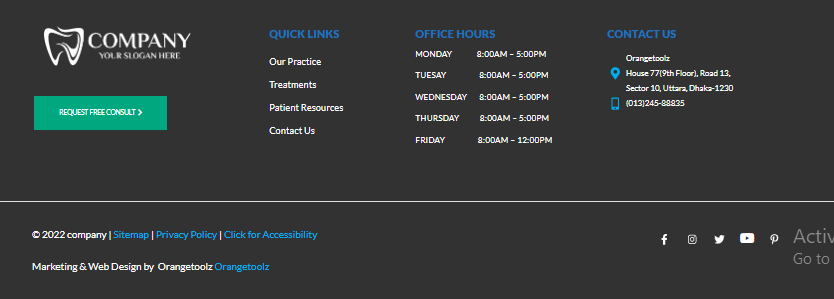 COMPANY
YOUR SLOGAN HERE
REQUEST FREE CONSULT
QUICK LINKS
Our Practice
Treatments
Patient Resources
Contact Us
OFFICE HOURS
MONDAY 8:00AM – 5:00PM
TUESAY 8:00AM – 5:00PM
WEDNESDAY 8:00AM – 5:00PM
THURSDAY 8:00AM – 5:00PM
FRIDAY 8:00AM – 12:00PM
CONTACT US
Orangetoolz
House 77(9th Floor), Road 13,
Sector 10, Uttara, Dhaka-1230
(013)245-88835
© 2022 company | Sitemap | Privacy Policy | Click for Accessibility
Marketing & Web Design by Orangetoolz Orangetoolz
Activ
Go to